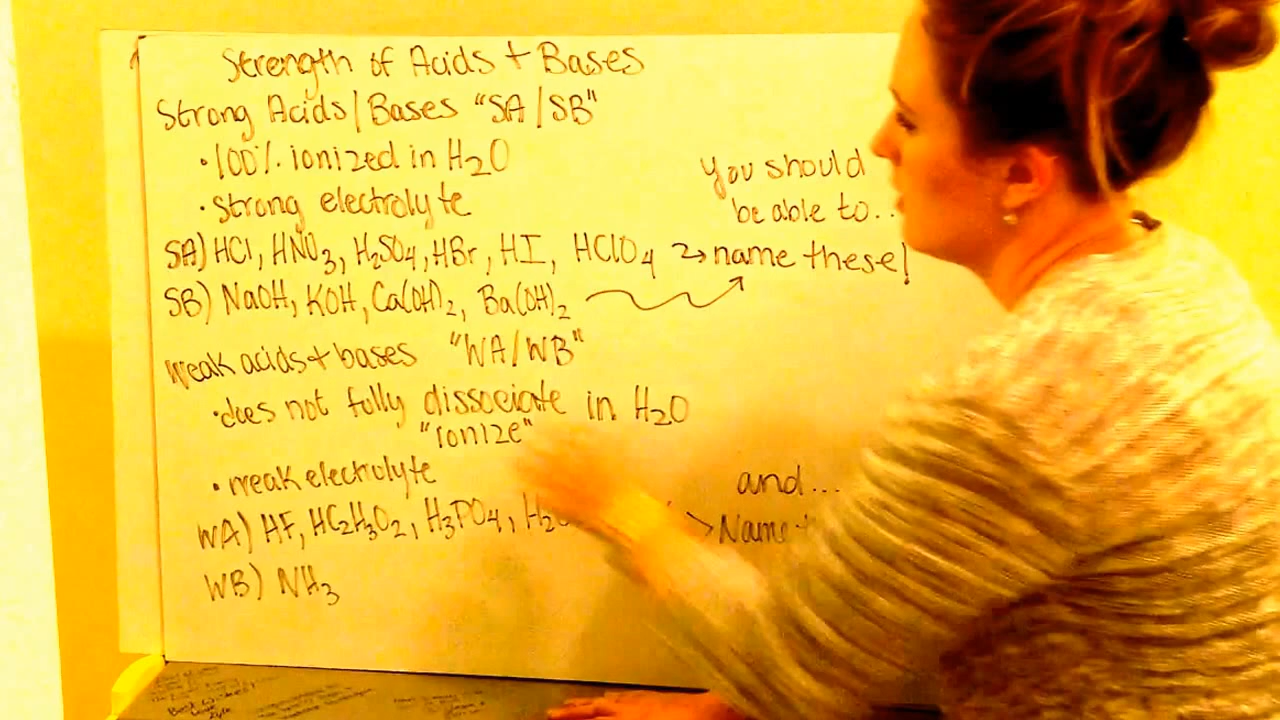 Strength of Acids + Bases
Strong Acids/Bases "SA/SB"
• 100% ionized in H2O
• Strong electrolyte
You should
be able to...
SA) HCl, HNO3, H2SO4, HBr, HI, HClO4 → name these!
SB) NaOH, KOH, Ca(OH)2, Ba(OH)2
Weak acids + bases "WA/WB"
• does not fully dissociate in H2O
"ionize"
• weak electrolyte
and...
WA) HF, HC2H3O2, H3PO4,
> Name
WB) NH3